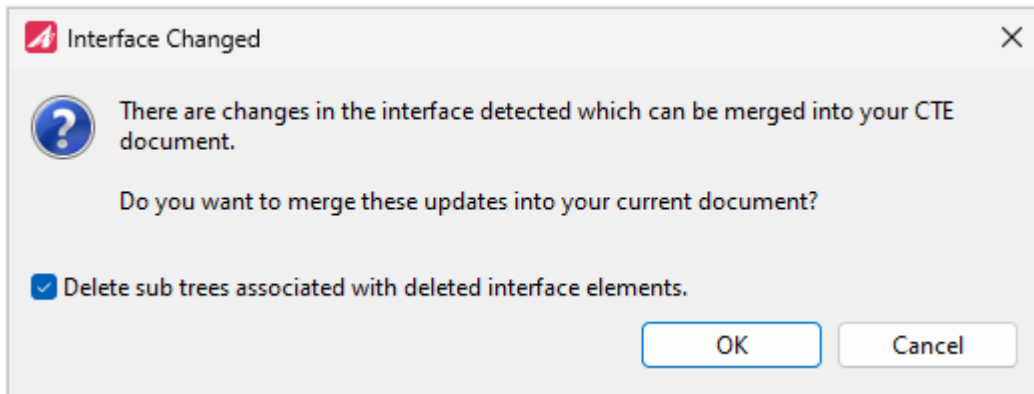 Interface Changed
There are changes in the interface detected which can be merged into your CTE
document.
Do you want to merge these updates into your current document?
Delete sub trees associated with deleted interface elements.
OK Cancel